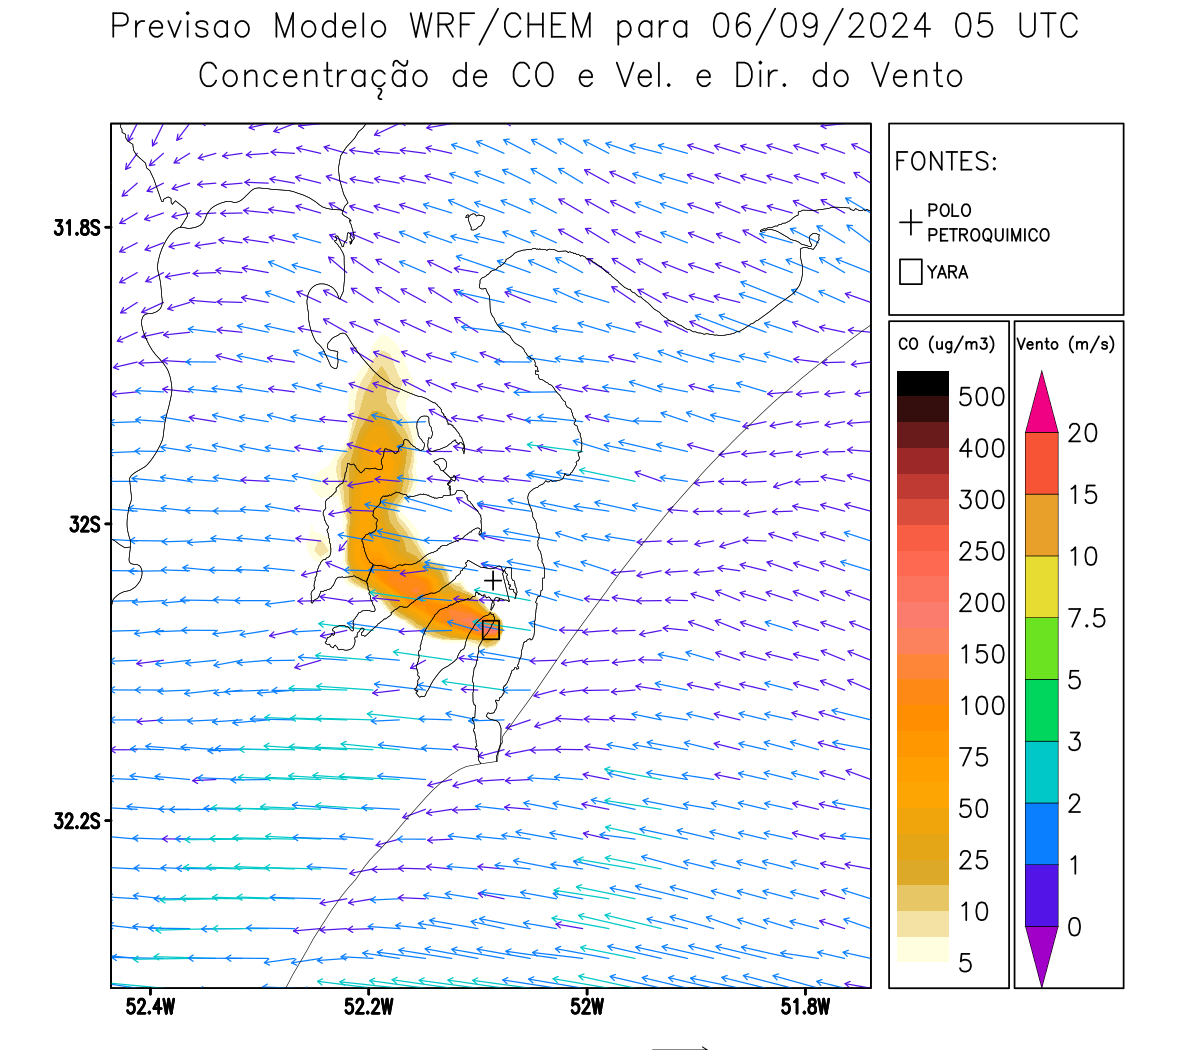 Previsao Modelo WRF/CHEM para 06/09/2024 05 UTC
Concentração de CO e Vel. e Dir. do Vento
FONTES:
POLO
PETROQUIMICO
YARA
31.8S
32S
32.2S
52.4W
52.2W
52W
51.8W
CO (ug/m3)
500
400
300
250
200
150
100
75
50
25
10
5
Vento (m/s)
20
15
10
7.5
5
3
2
1
0